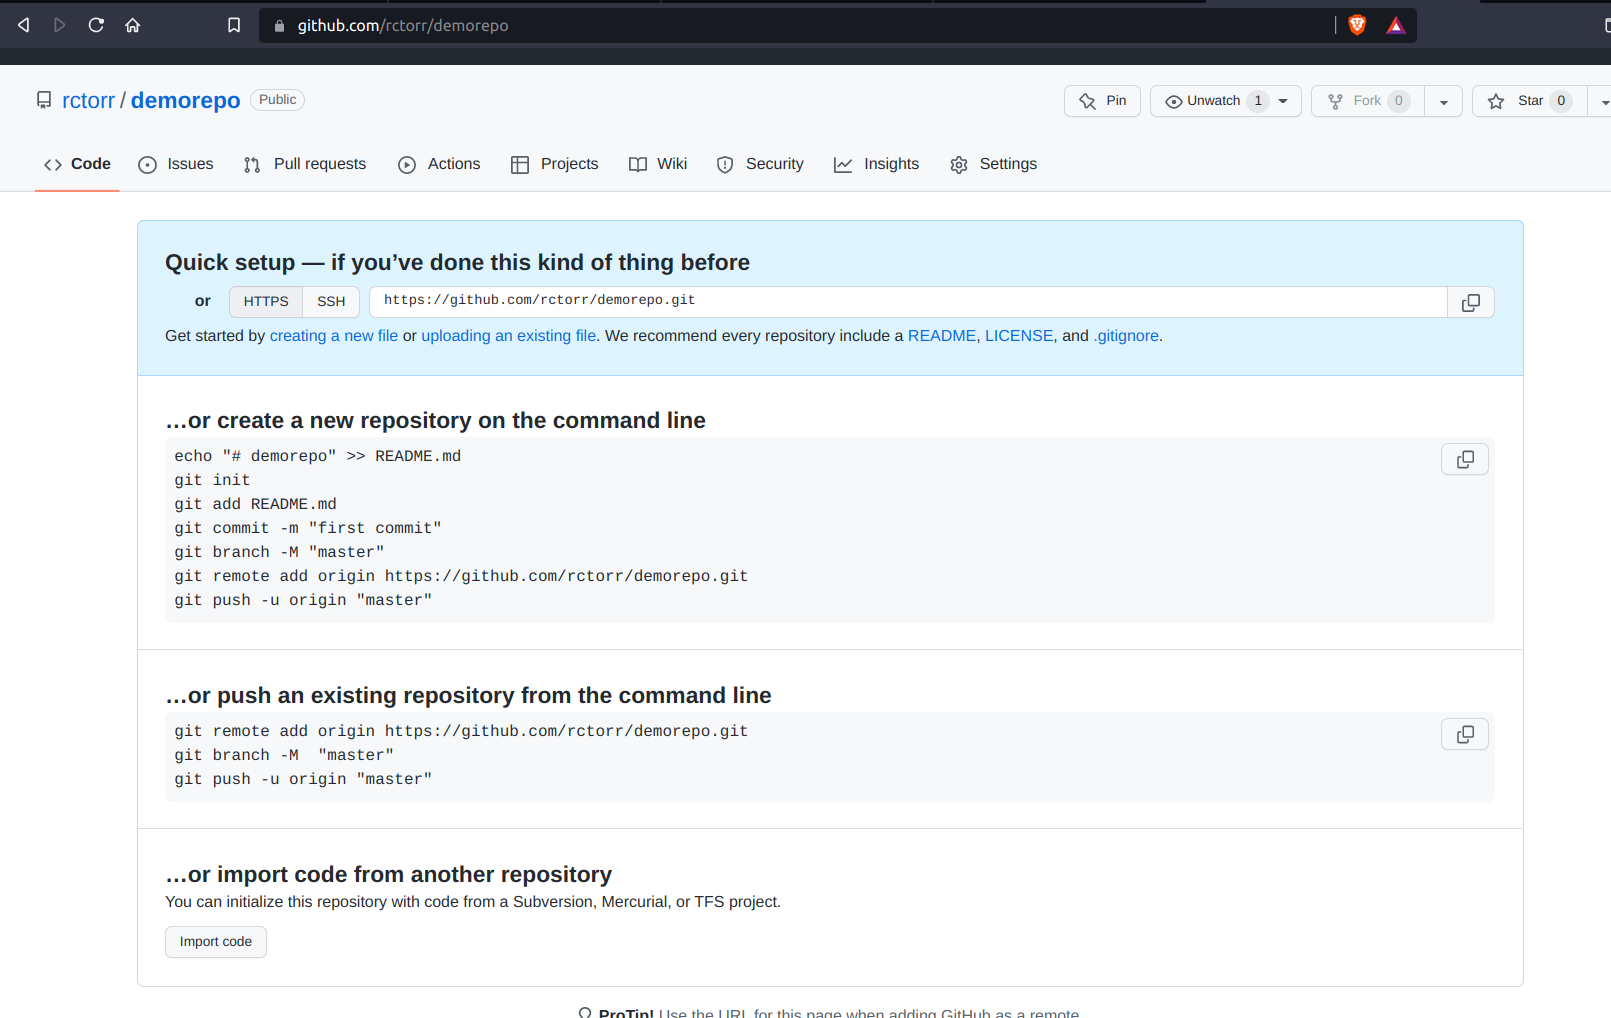 github.com/rctorr/demorepo
rctorr / demorepo Public
Pin
Unwatch 1
Fork 0
Star 0
Code Issues Pull requests Actions Projects Wiki Security Insights Settings
Quick setup — if you’ve done this kind of thing before
or HTTPS SSH https://github.com/rctorr/demorepo.git
Get started by creating a new file or uploading an existing file. We recommend every repository include a README, LICENSE, and .gitignore.
…or create a new repository on the command line
echo "# demorepo" >> README.md
git init
git add README.md
git commit -m "first commit"
git branch -M "master"
git remote add origin https://github.com/rctorr/demorepo.git
git push -u origin "master"
…or push an existing repository from the command line
git remote add origin https://github.com/rctorr/demorepo.git
git branch -M  "master"
git push -u origin "master"
…or import code from another repository
You can initialize this repository with code from a Subversion, Mercurial, or TFS project.
Import code
ProTip! Use the URL for this page when adding GitHub as a remote.